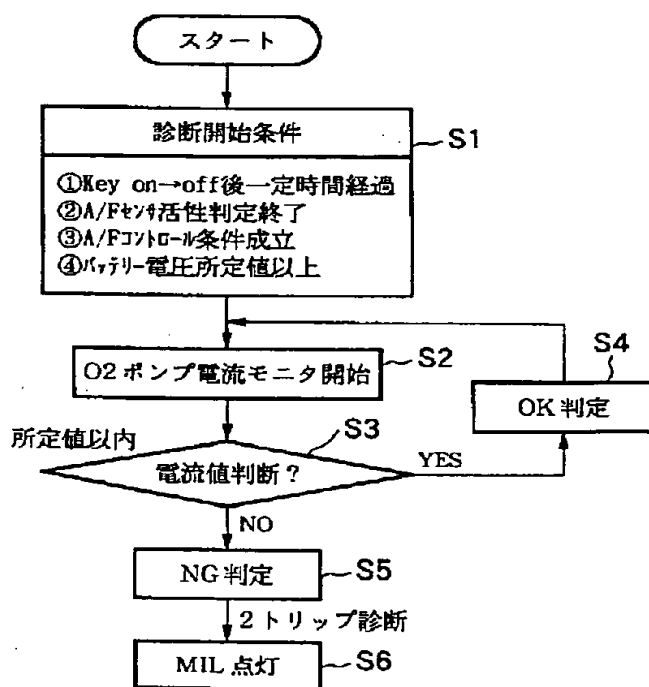 スタート
診断開始条件
S1
①Key on→off後一定時間経過
②A/Fｾﾝｻ活性判定終了
③A/Fｺﾝﾄﾛｰﾙ条件成立
④ﾊﾞｯﾃﾘｰ電圧所定値以上
S2
O2ポンプ電流モニタ開始
S4
OK判定
所定値以内
S3
電流値判断？
YES
NO
NG判定
S5
2トリップ診断
MIL点灯
S6